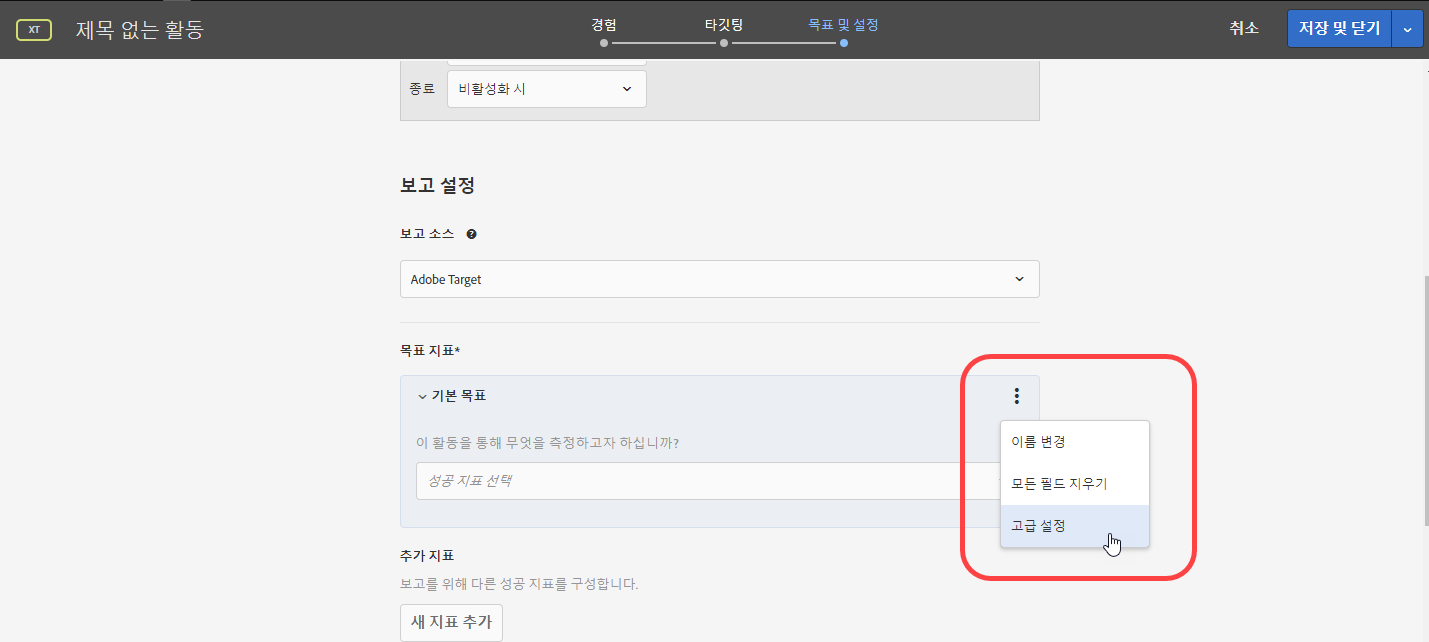 XT
제목 없는 활동
경험
타깃팅
목표 및 설정
취소
저장 및 닫기
종료
비활성화 시
보고 설정
보고 소스
Adobe Target
목표 지표*
기본 목표
이 활동을 통해 무엇을 측정하고자 하십니까?
성공 지표 선택
이름 변경
모든 필드 지우기
고급 설정
추가 지표
보고를 위해 다른 성공 지표를 구성합니다.
새 지표 추가